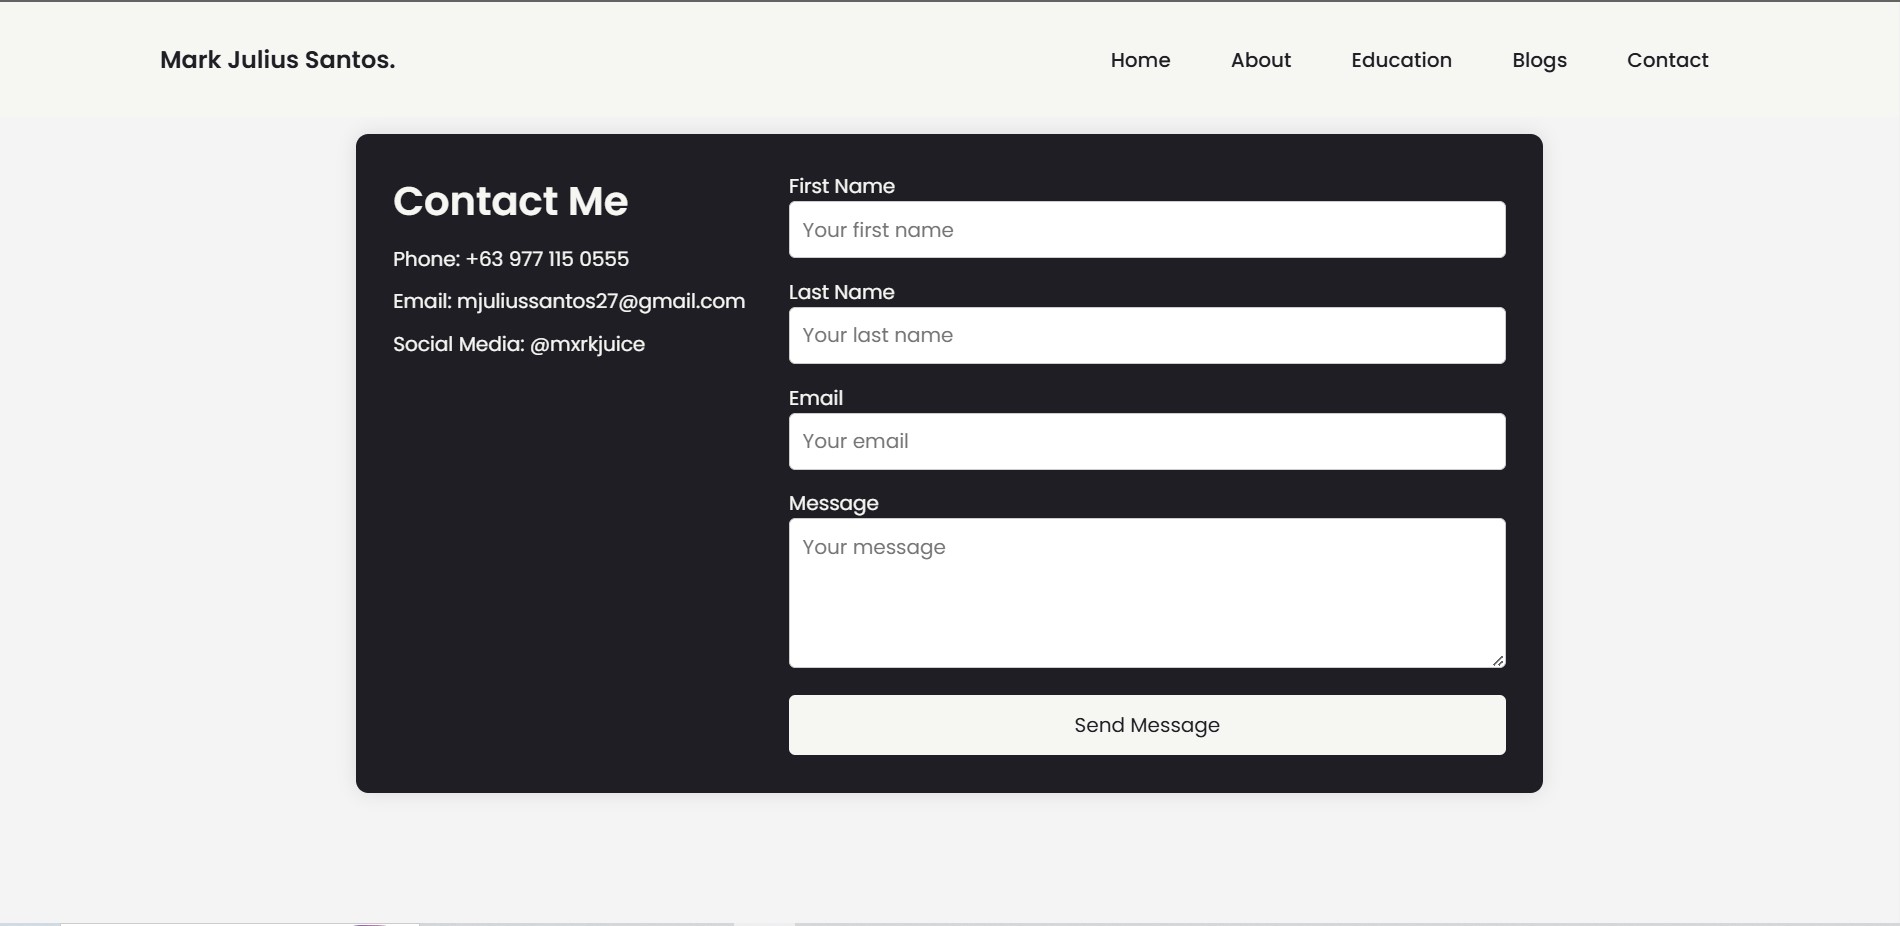 Mark Julius Santos.
Home About Education Blogs Contact
Contact Me
Phone: +63 977 115 0555
Email: mjuliussantos27@gmail.com
Social Media: @mxrkjuice
First Name
Your first name
Last Name
Your last name
Email
Your email
Message
Your message
Send Message